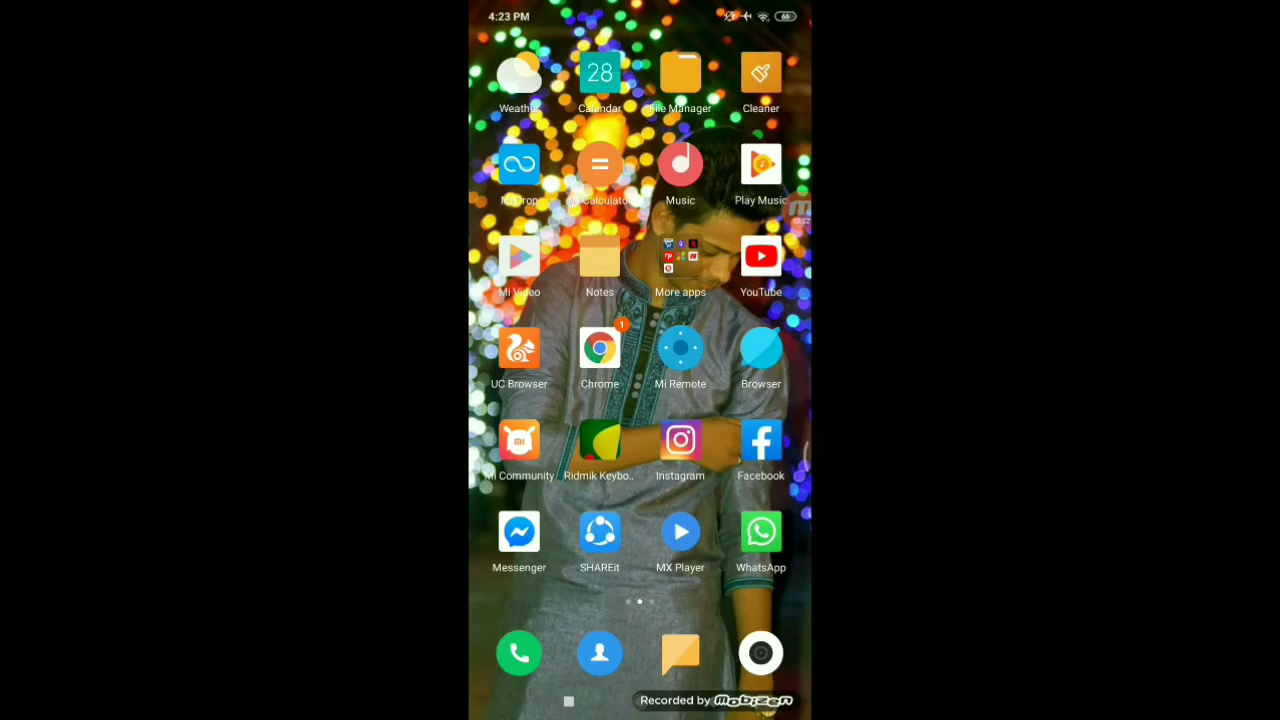 4:23 PM
66
28
Weather Calendar File Manager Cleaner
Mi Drop Mi Calculator Music Play Music
Mi Video Notes More apps YouTube
1
UC Browser Chrome Mi Remote Browser
Mi Community Ridmik Keybo.. Instagram Facebook
Messenger SHAREit MX Player WhatsApp
Recorded by mobizen